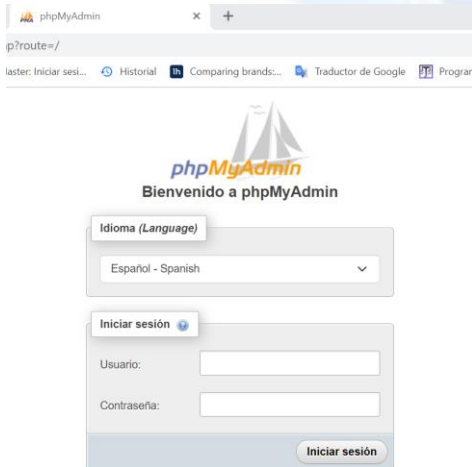 phpMyAdmin
p?route=/
laster: Iniciar sesi... Historial Comparing brands:... Traductor de Google Program
phpMyAdmin
Bienvenido a phpMyAdmin
Idioma (Language)
Español - Spanish
Iniciar sesión
Usuario:
Contraseña:
Iniciar sesión